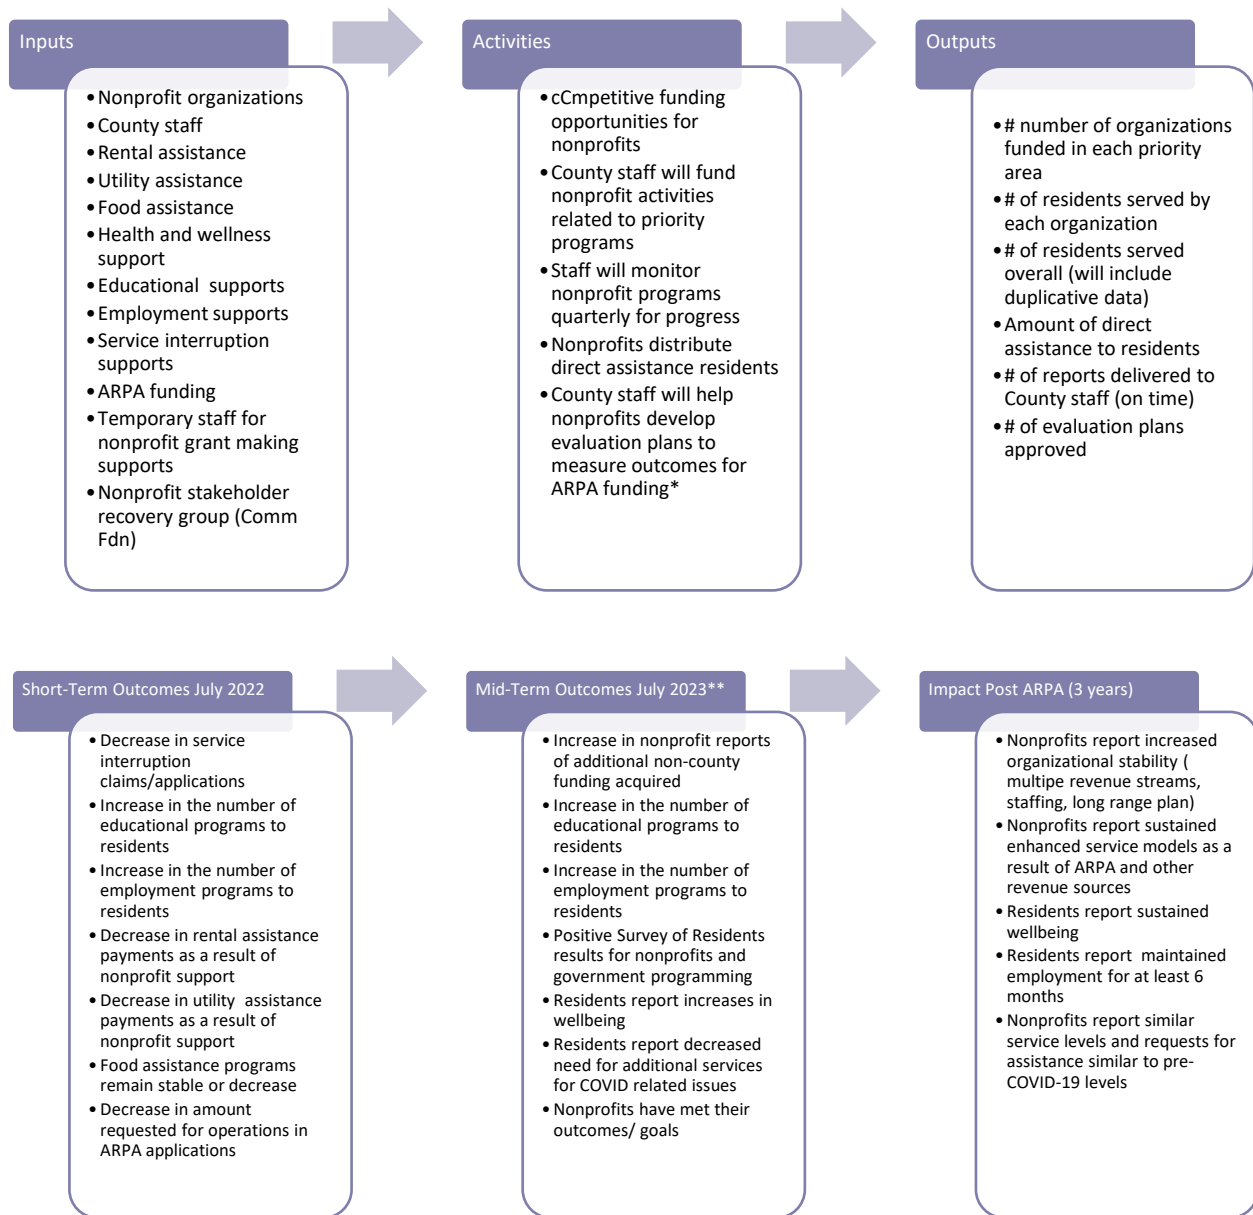 Inputs
•Nonprofit organizations
•County staff
•Rental assistance
•Utility assistance
•Food assistance
•Health and wellness
support
•Educational  supports
•Employment supports
•Service interruption
supports
•ARPA funding
•Temporary staff for
nonprofit grant making
supports
•Nonprofit stakeholder
recovery group (Comm
Fdn)
Activities
•cCmpetitive funding
opportunities for
nonprofits
•County staff will fund
nonprofit activities
related to priority
programs
•Staff will monitor
nonprofit programs
quarterly for progress
•Nonprofits distribute
direct assistance residents
•County staff will help
nonprofits develop
evaluation plans to
measure outcomes for
ARPA funding*
Outputs
•# number of organizations
funded in each priority
area
•# of residents served by
each organization
•# of residents served
overall (will include
duplicative data)
•Amount of direct
assistance to residents
•# of reports delivered to
County staff (on time)
•# of evaluation plans
approved
Short-Term Outcomes July 2022
•Decrease in service
interruption
claims/applications
•Increase in the number of
educational programs to
residents
•Increase in the number of
employment programs to
residents
•Decrease in rental assistance
payments as a result of
nonprofit support
•Decrease in utility  assistance
payments as a result of
nonprofit support
•Food assistance programs
remain stable or decrease
•Decrease in amount
requested for operations in
ARPA applications
Mid-Term Outcomes July 2023**
•Increase in nonprofit reports
of additional non-county
funding acquired
•Increase in the number of
educational programs to
residents
•Increase in the number of
employment programs to
residents
•Positive Survey of Residents
results for nonprofits and
government programming
•Residents report increases in
wellbeing
•Residents report decreased
need for additional services
for COVID related issues
•Nonprofits have met their
outcomes/ goals
Impact Post ARPA (3 years)
•Nonprofits report increased
organizational stability (
multipe revenue streams,
staffing, long range plan)
•Nonprofits report sustained
enhanced service models as a
result of ARPA and other
revenue sources
•Residents report sustained
wellbeing
•Residents report  maintained
employment for at least 6
months
•Nonprofits report similar
service levels and requests for
assistance similar to pre-
COVID-19 levels